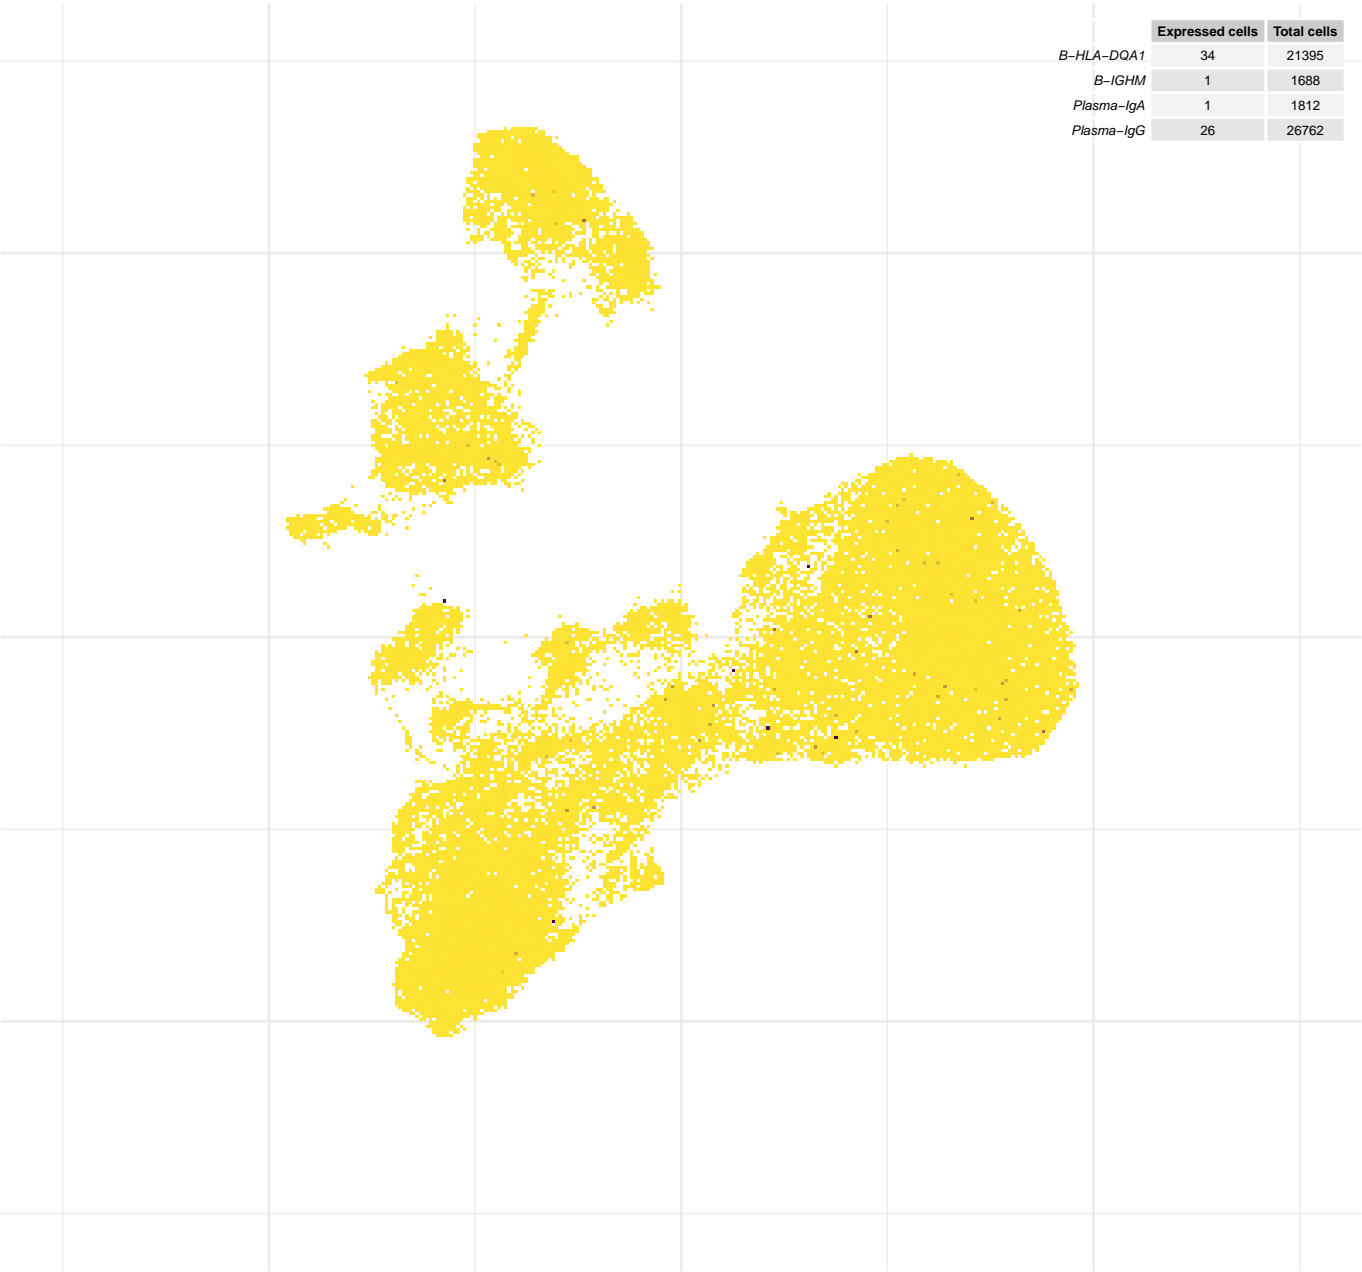 Expressed cells Total cells
B−HLA−DQA1 34 21395
B−IGHM 1 1688
Plasma−IgA 1 1812
Plasma−IgG 26 26762